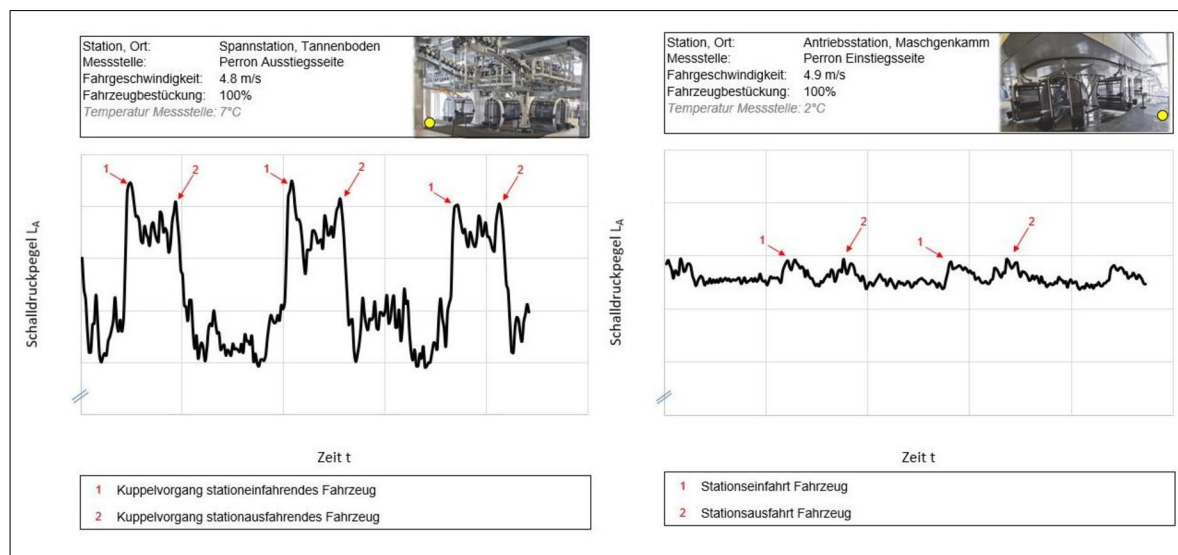 Station, Ort: Spannstation, Tannenboden
Messstelle: Perron Ausstiegsseite
Fahrgeschwindigkeit: 4.8 m/s
Fahrzeugbestückung: 100%
Temperatur Messstelle: 7°C
1 2 1 2 1 2
Schalldruckpegel LA
Zeit t
1 Kuppelvorgang stationeinfahrendes Fahrzeug
2 Kuppelvorgang stationausfahrendes Fahrzeug
Station, Ort: Antriebsstation, Maschgenkamm
Messstelle: Perron Einstiegsseite
Fahrgeschwindigkeit: 4.9 m/s
Fahrzeugbestückung: 100%
Temperatur Messstelle: 2°C
1 2 1 2
Schalldruckpegel LA
Zeit t
1 Stationseinfahrt Fahrzeug
2 Stationsausfahrt Fahrzeug